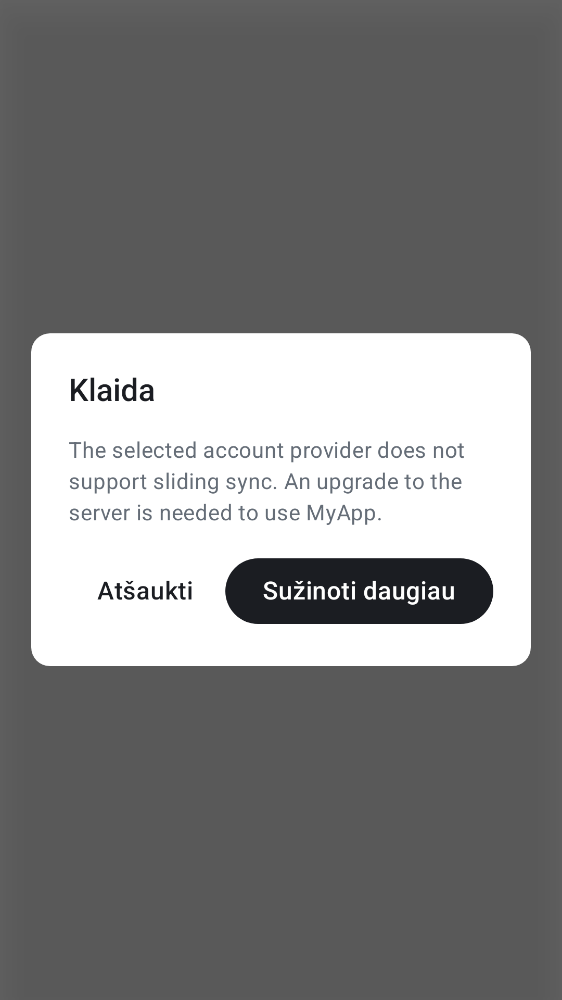 Klaida
The selected account provider does not
support sliding sync. An upgrade to the
server is needed to use MyApp.
Atšaukti
Sužinoti daugiau